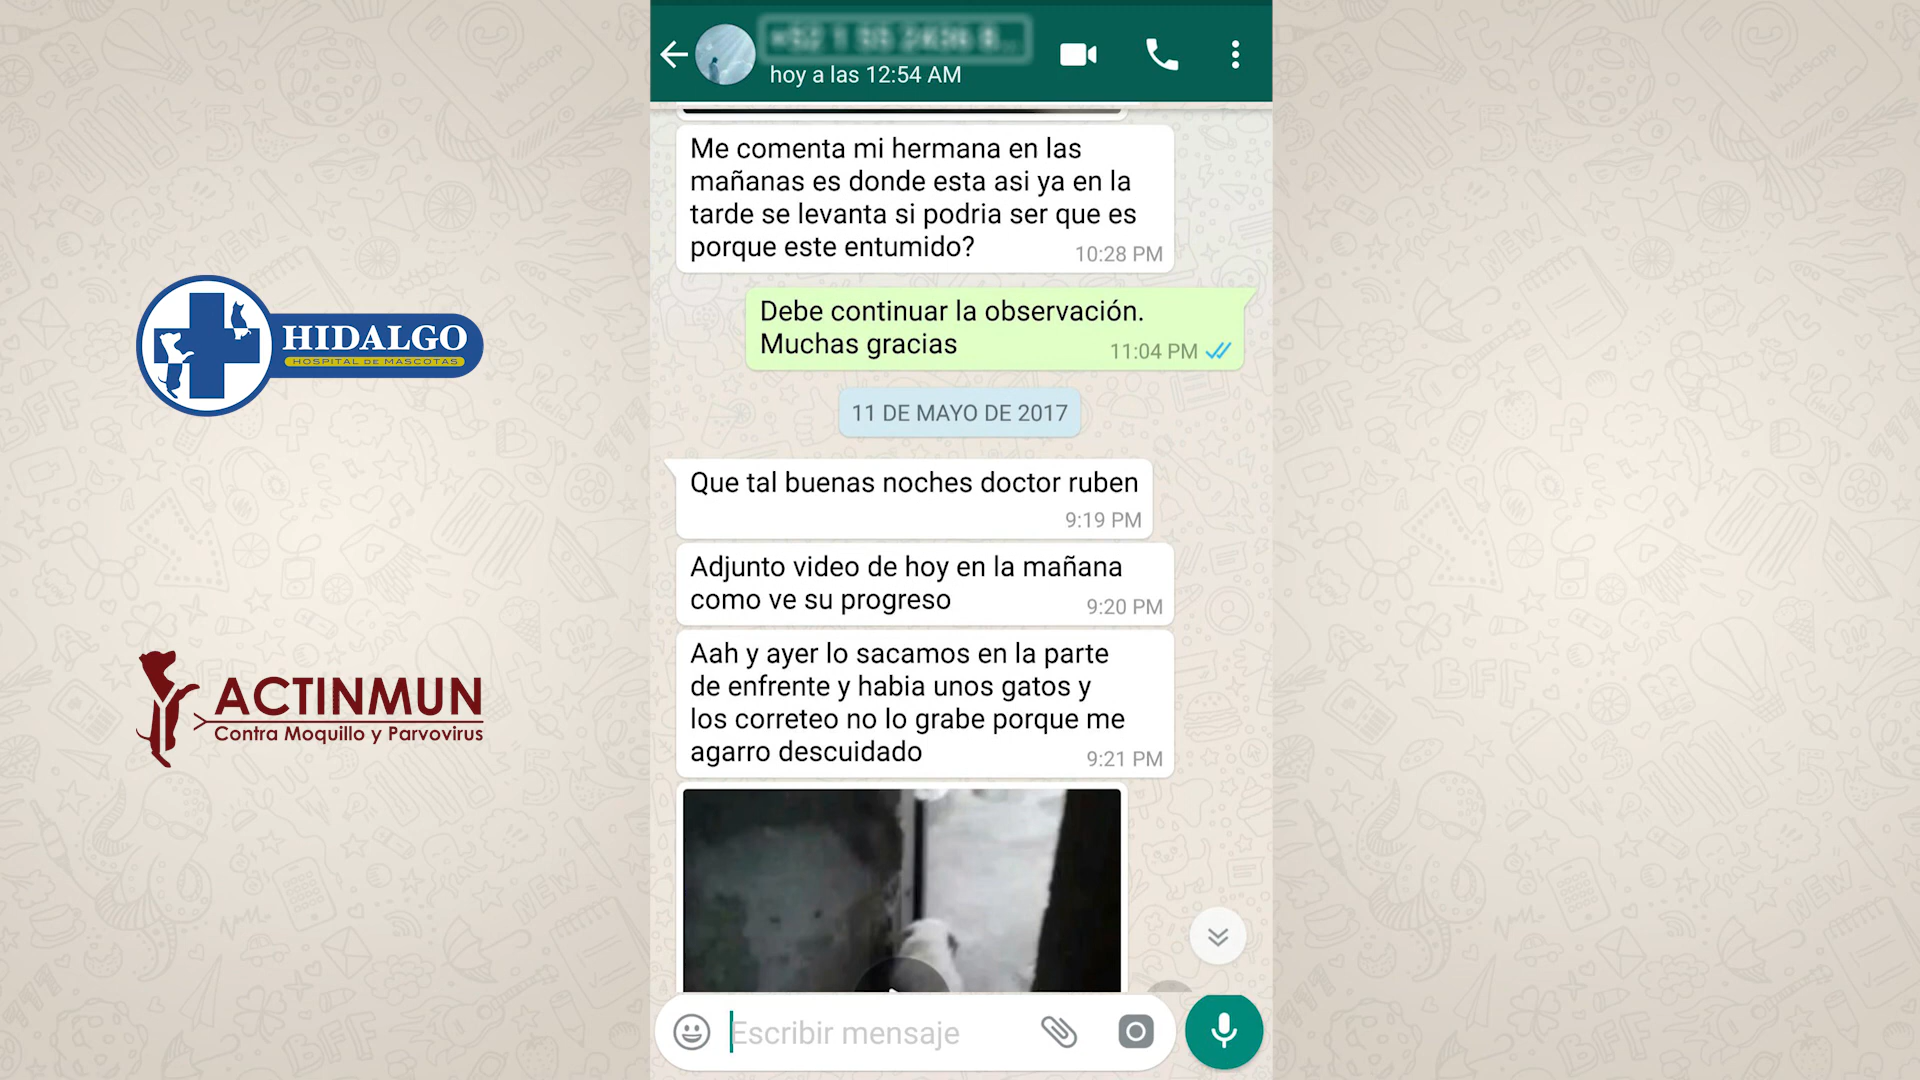 hoy a las 12:54 AM
Me comenta mi hermana en las
mañanas es donde esta asi ya en la
tarde se levanta si podria ser que es
porque este entumido?
10:28 PM
Debe continuar la observación.
Muchas gracias
11:04 PM
11 DE MAYO DE 2017
Que tal buenas noches doctor ruben
9:19 PM
Adjunto video de hoy en la mañana
como ve su progreso
9:20 PM
Aah y ayer lo sacamos en la parte
de enfrente y habia unos gatos y
los correteo no lo grabe porque me
agarro descuidado
9:21 PM
Escribir mensaje
HIDALGO
HOSPITAL DE MASCOTAS
ACTINMUN
Contra Moquillo y Parvovirus